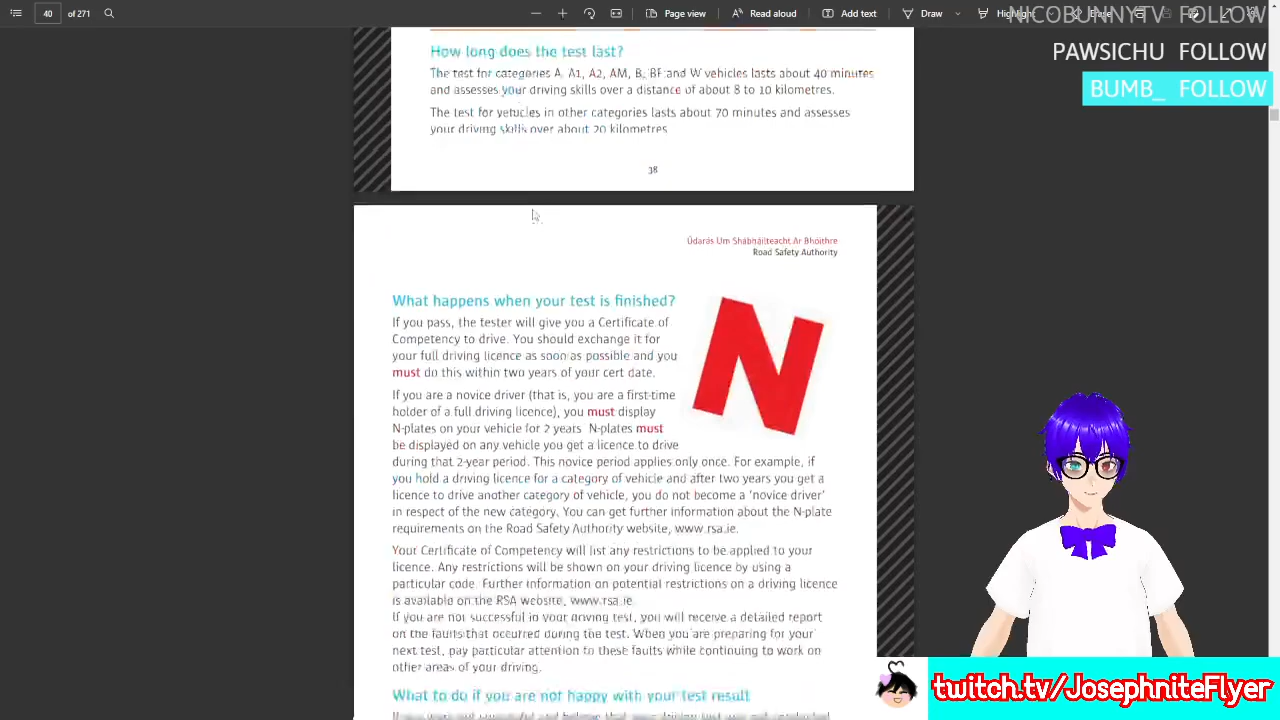 40 of 271
Page view
Read aloud
Add text
Draw
NICOBUNNYTV FOLLOW
PAWSICHU FOLLOW
BUMB_ FOLLOW
How long does the test last?
The test for categories A, A1, A2, AM, B, BE and W vehicles lasts about 40 minutes
and assesses your driving skills over a distance of about 8 to 10 kilometres.
The test for vehicles in other categories lasts about 70 minutes and assesses
your driving skills over about 20 kilometres
38
Údarás Um Shábháilteacht Ar Bhóithre
Road Safety Authority
What happens when your test is finished?
If you pass, the tester will give you a Certificate of
Competency to drive. You should exchange it for
your full driving licence as soon as possible and you
must do this within two years of your cert date.
N
If you are a novice driver (that is, you are a first-time
holder of a full driving licence), you must display
N-plates on your vehicle for 2 years N-plates must
be displayed on any vehicle you get a licence to drive
during that 2-year period. This novice period applies only once. For example, if
you hold a driving licence for a category of vehicle and after two years you get a
licence to drive another category of vehicle, you do not become a 'novice driver'
in respect of the new category. You can get further information about the N-plate
requirements on the Road Safety Authority website, www.rsa.ie.
Your Certificate of Competency will list any restrictions to be applied to your
licence. Any restrictions will be shown on your driving licence by using a
particular code. Further information on potential restrictions on a driving licence
is available on the RSA website, www.rsa.ie
If you are not successful in your driving test, you will receive a detailed report
on the faults that occurred during the test. When you are preparing for your
next test, pay particular attention to these faults while continuing to work on
other areas of your driving.
What to do if you are not happy with your test result
twitch.tv/JosephniteFlyer